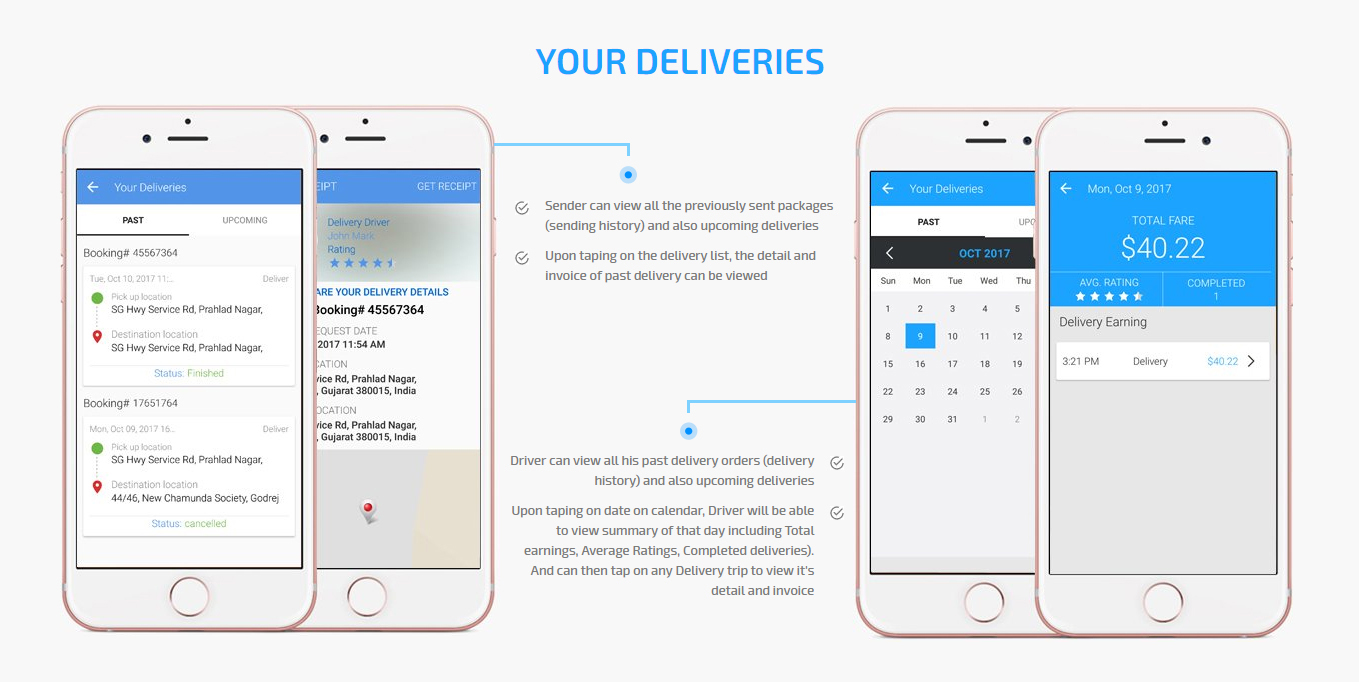 YOUR DELIVERIES
Your Deliveries
PAST UPCOMING
Booking# 45567364
Tue, Oct 10, 2017 11:... Deliver
Pick up location
SG Hwy Service Rd, Prahlad Nagar,
Destination location
SG Hwy Service Rd, Prahlad Nagar,
Status: Finished
Booking# 17651764
Mon, Oct 09, 2017 16... Deliver
Pick up location
SG Hwy Service Rd, Prahlad Nagar,
Destination location
44/46, New Chamunda Society, Godrej
Status: cancelled
EIPT GET RECEIPT
Delivery Driver
John Mark
Rating
ARE YOUR DELIVERY DETAILS
Booking# 45567364
EQUEST DATE
2017 11:54 AM
CATION
vice Rd, Prahlad Nagar,
, Gujarat 380015, India
OCATION
vice Rd, Prahlad Nagar,
, Gujarat 380015, India
Sender can view all the previously sent packages
(sending history) and also upcoming deliveries
Upon taping on the delivery list, the detail and
invoice of past delivery can be viewed
Driver can view all his past delivery orders (delivery
history) and also upcoming deliveries
Upon taping on date on calendar, Driver will be able
to view summary of that day including Total
earnings, Average Ratings, Completed deliveries).
And can then tap on any Delivery trip to view it's
detail and invoice
Your Deliveries
PAST UPC
OCT 2017
Sun Mon Tue Wed Thu
1 2 3 4 5
8 9 10 11 12
15 16 17 18 19
22 23 24 25 26
29 30 31 1 2
Mon, Oct 9, 2017
TOTAL FARE
$40.22
AVG. RATING COMPLETED
1
Delivery Earning
3:21 PM Delivery $40.22